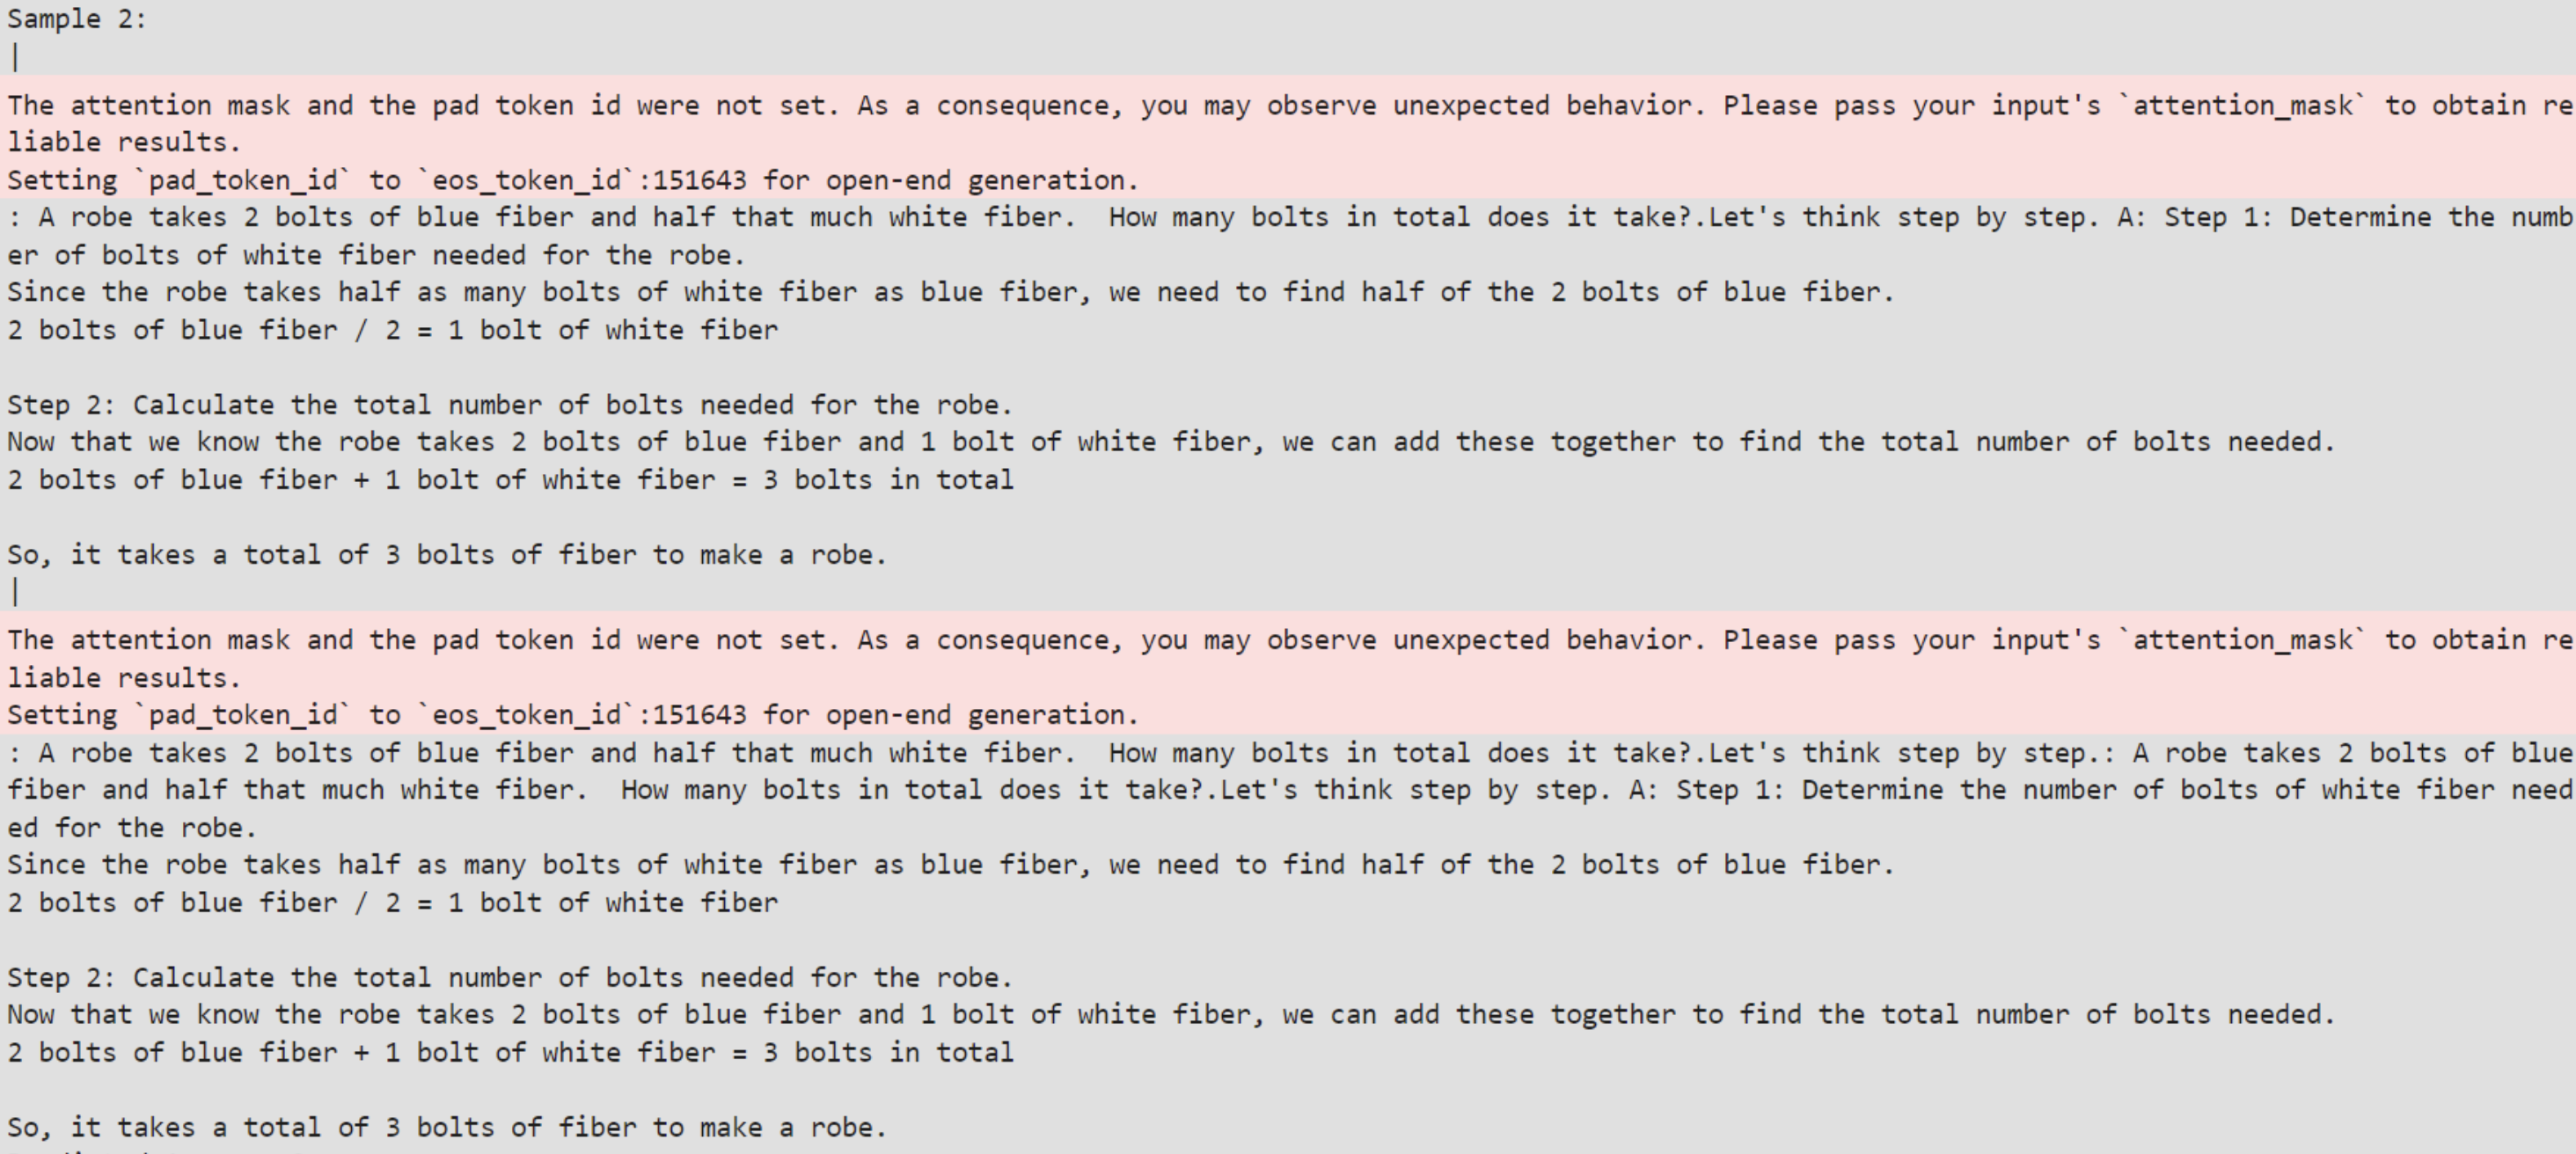 Sample 2:
|
The attention mask and the pad token id were not set. As a consequence, you may observe unexpected behavior. Please pass your input's `attention_mask` to obtain re
liable results.
Setting `pad_token_id` to `eos_token_id`:151643 for open-end generation.
: A robe takes 2 bolts of blue fiber and half that much white fiber.  How many bolts in total does it take?.Let's think step by step. A: Step 1: Determine the numb
er of bolts of white fiber needed for the robe.
Since the robe takes half as many bolts of white fiber as blue fiber, we need to find half of the 2 bolts of blue fiber.
2 bolts of blue fiber / 2 = 1 bolt of white fiber

Step 2: Calculate the total number of bolts needed for the robe.
Now that we know the robe takes 2 bolts of blue fiber and 1 bolt of white fiber, we can add these together to find the total number of bolts needed.
2 bolts of blue fiber + 1 bolt of white fiber = 3 bolts in total

So, it takes a total of 3 bolts of fiber to make a robe.
|
The attention mask and the pad token id were not set. As a consequence, you may observe unexpected behavior. Please pass your input's `attention_mask` to obtain re
liable results.
Setting `pad_token_id` to `eos_token_id`:151643 for open-end generation.
: A robe takes 2 bolts of blue fiber and half that much white fiber.  How many bolts in total does it take?.Let's think step by step.: A robe takes 2 bolts of blue
fiber and half that much white fiber.  How many bolts in total does it take?.Let's think step by step. A: Step 1: Determine the number of bolts of white fiber need
ed for the robe.
Since the robe takes half as many bolts of white fiber as blue fiber, we need to find half of the 2 bolts of blue fiber.
2 bolts of blue fiber / 2 = 1 bolt of white fiber

Step 2: Calculate the total number of bolts needed for the robe.
Now that we know the robe takes 2 bolts of blue fiber and 1 bolt of white fiber, we can add these together to find the total number of bolts needed.
2 bolts of blue fiber + 1 bolt of white fiber = 3 bolts in total

So, it takes a total of 3 bolts of fiber to make a robe.